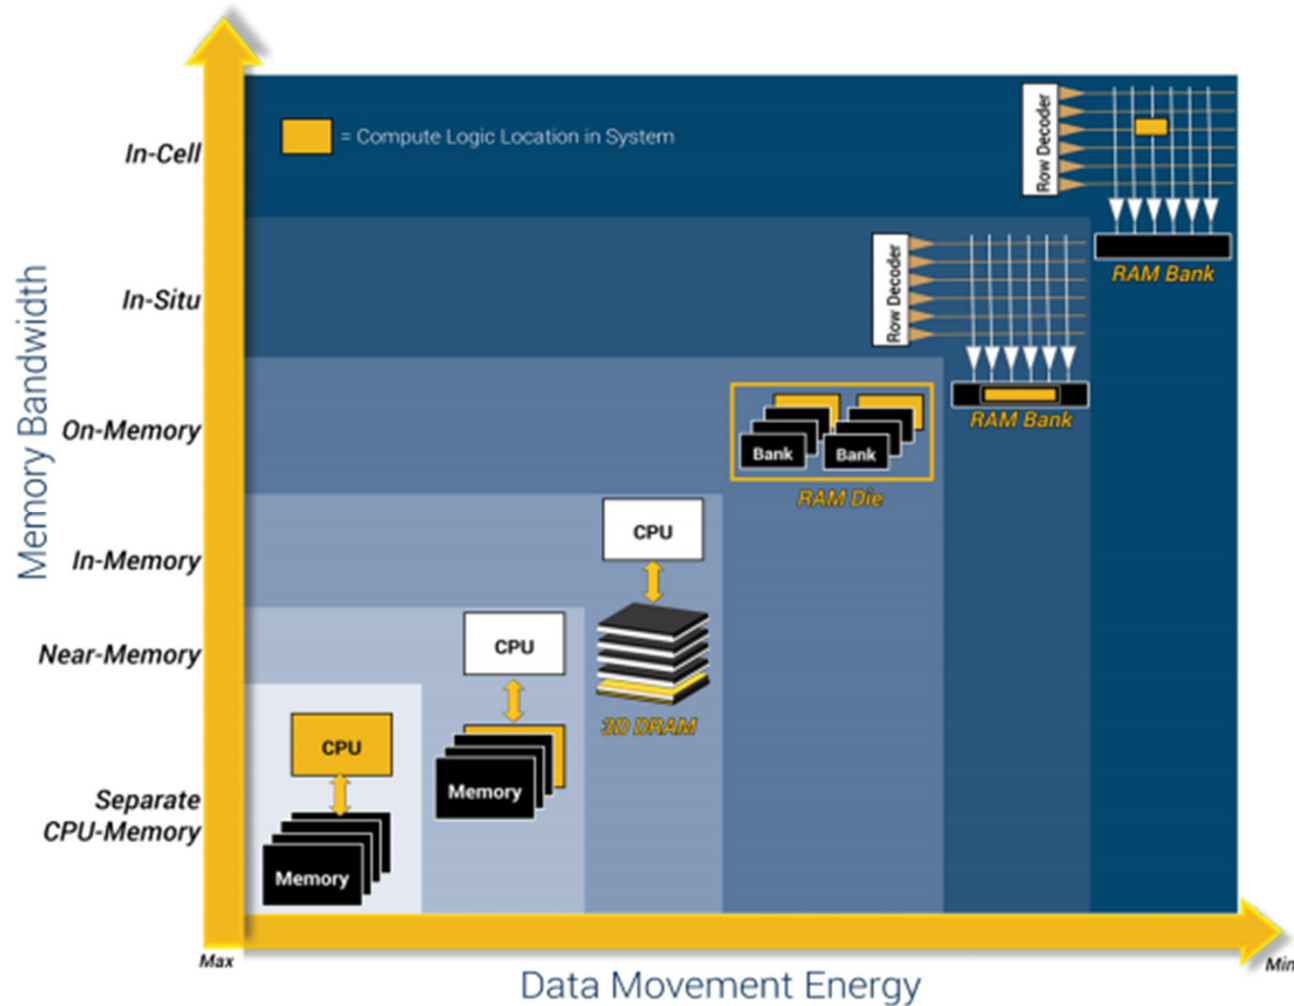 = Compute Logic Location in System
Memory Bandwidth
In-Cell
In-Situ
On-Memory
In-Memory
Near-Memory
Separate
CPU-Memory
Row Decoder
RAM Bank
Row Decoder
RAM Bank
Bank
Bank
RAM Die
CPU
3D DRAM
CPU
Memory
CPU
Memory
Max
Min
Data Movement Energy